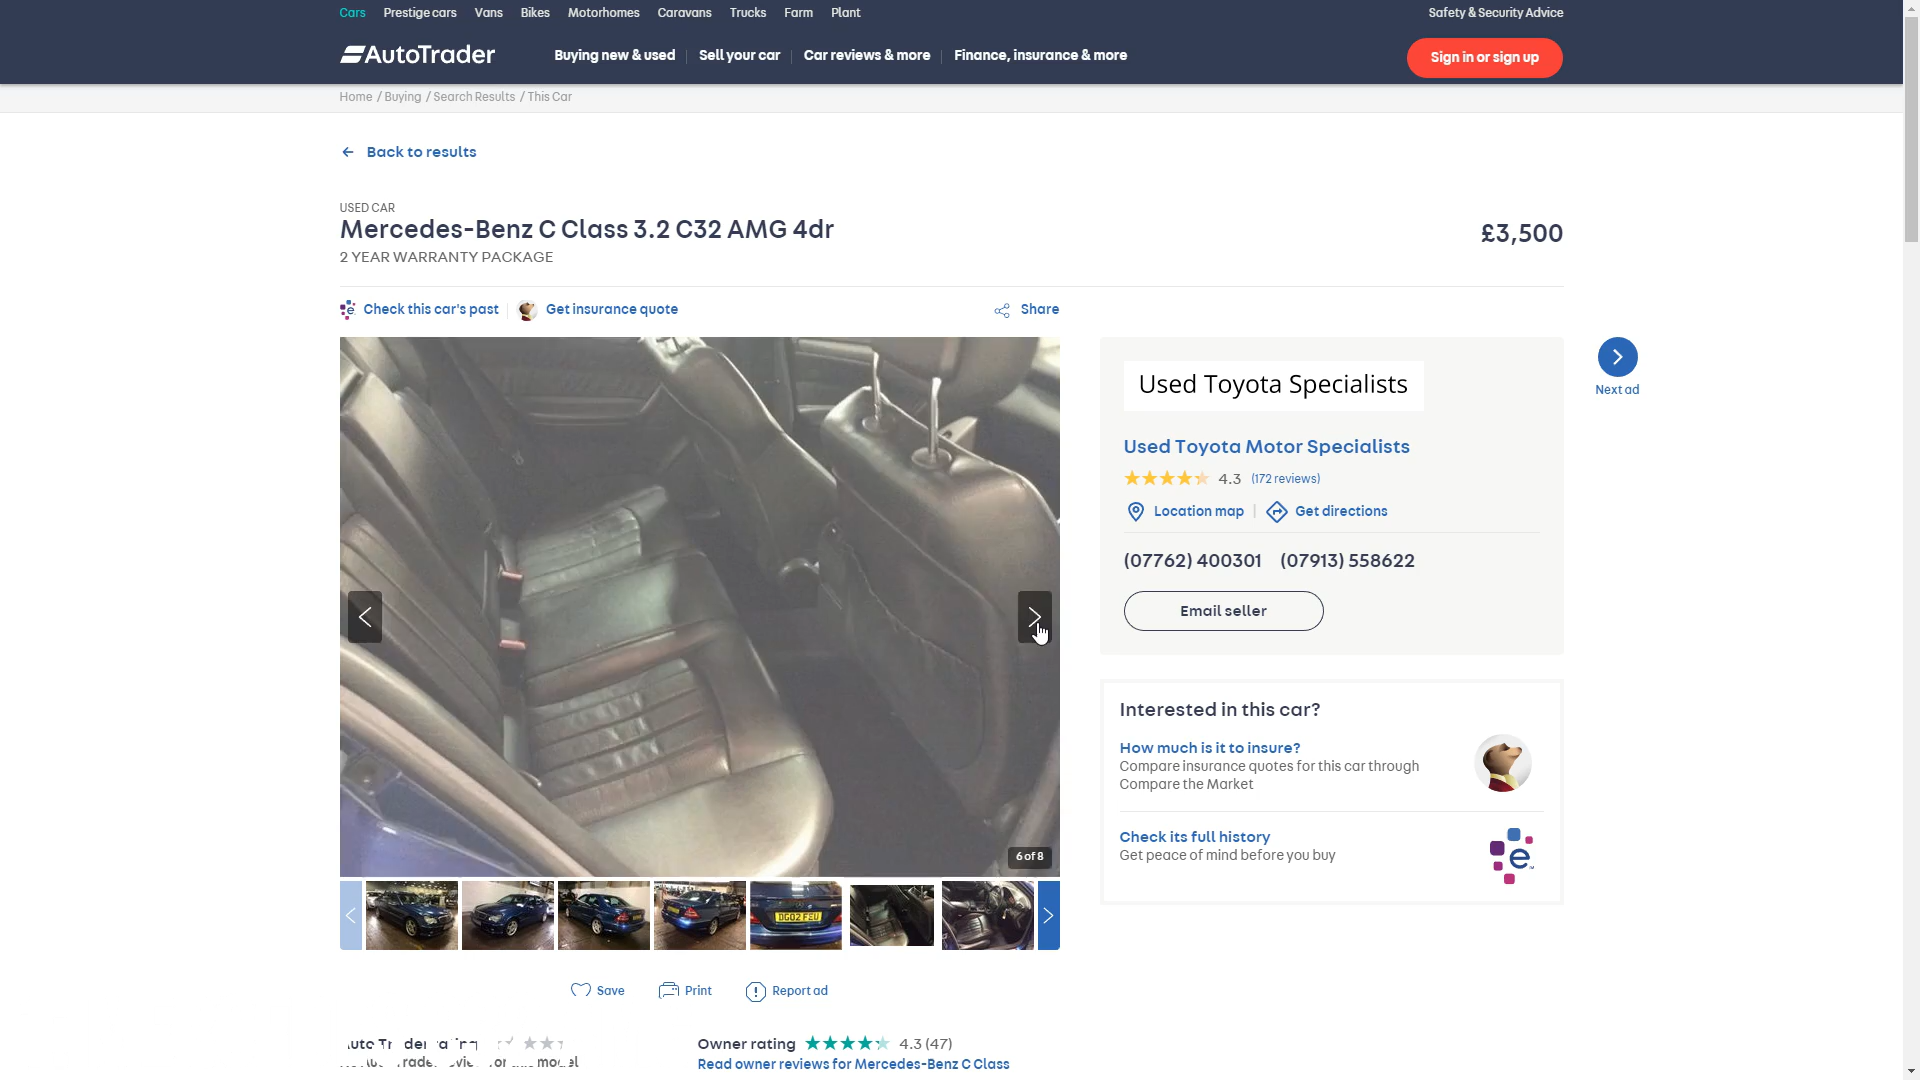 Cars Prestige cars Vans Bikes Motorhomes Caravans Trucks Farm Plant Safety & Security Advice
AutoTrader Buying new & used Sell your car Car reviews & more Finance, insurance & more Sign in or sign up
Home / Buying / Search Results / This Car
Back to results
USED CAR
Mercedes-Benz C Class 3.2 C32 AMG 4dr £3,500
2 YEAR WARRANTY PACKAGE
Check this car's past Get insurance quote Share
Used Toyota Specialists
Next ad
Used Toyota Motor Specialists
4.3 (172 reviews)
Location map | Get directions
(07762) 400301 (07913) 558622
Email seller
Interested in this car?
How much is it to insure?
Compare insurance quotes for this car through
Compare the Market
Check its full history
Get peace of mind before you buy
6 of 8
DG02 FSU
Save Print Report ad
Owner rating 4.3 (47)
Read owner reviews for Mercedes-Benz C Class